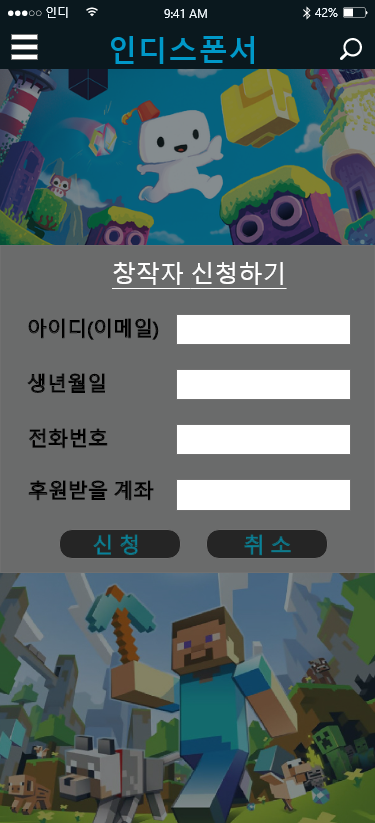 ●●●○○ 인디 9:41 AM 42%
인디스폰서
창작자 신청하기
아이디(이메일)
생년월일
전화번호
후원받을 계좌
신 청 취 소